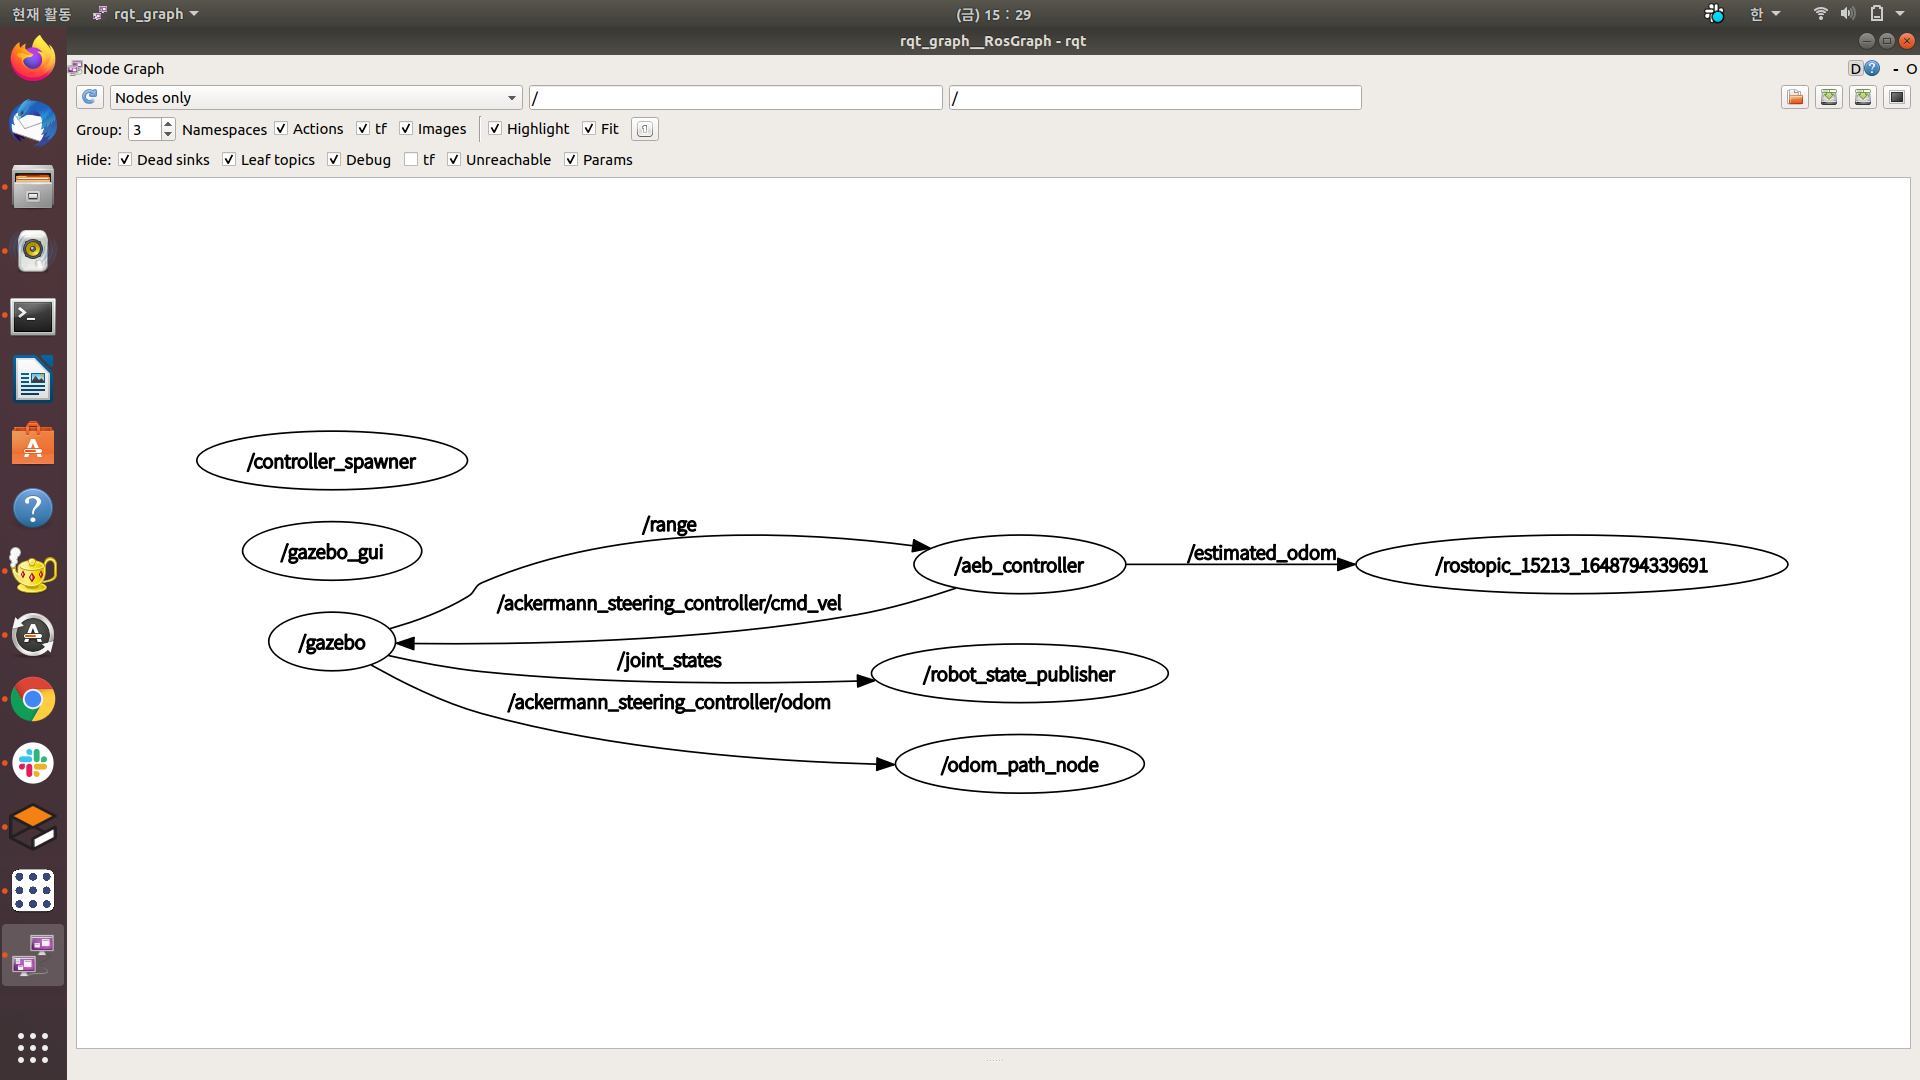 현재 활동 rqt_graph (금) 15 : 29 한
rqt_graph__RosGraph - rqt
Node Graph D ? - O
Nodes only / /
Group: 3 Namespaces Actions tf Images Highlight Fit
Hide: Dead sinks Leaf topics Debug tf Unreachable Params
/controller_spawner
/range
/gazebo_gui
/aeb_controller
/estimated_odom
/rostopic_15213_1648794339691
/ackermann_steering_controller/cmd_vel
/gazebo
/joint_states
/robot_state_publisher
/ackermann_steering_controller/odom
/odom_path_node